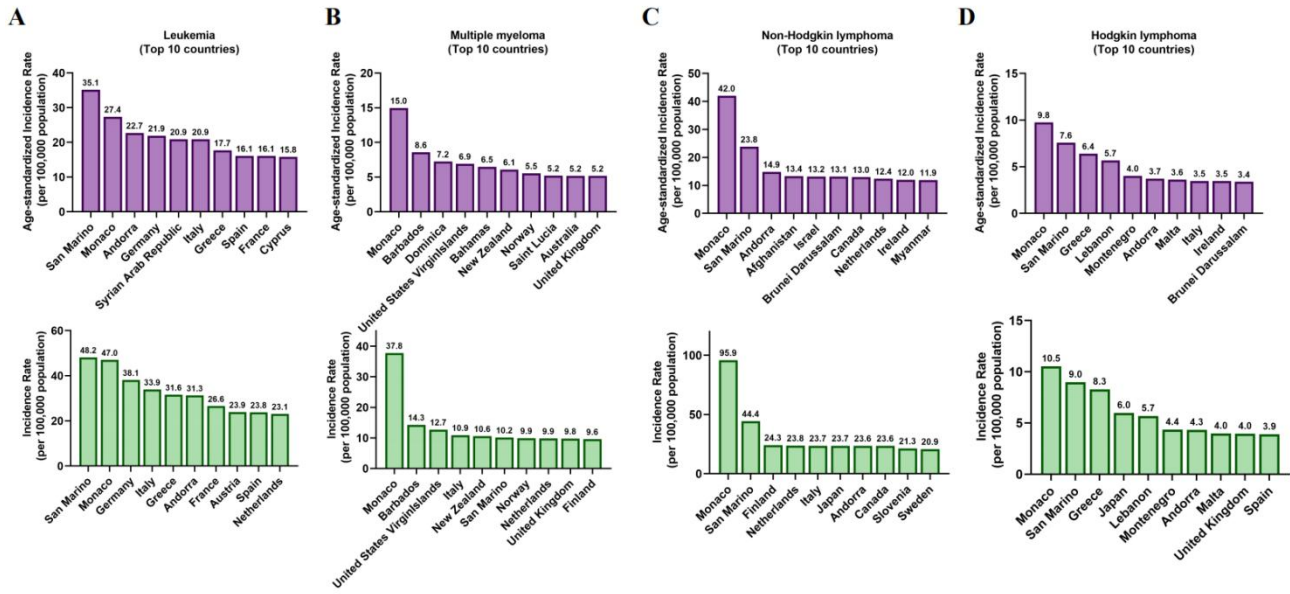 A
Leukemia
(Top 10 countries)
Age-standardized Incidence Rate
(per 100,000 population)
40
30
20
10
0
35.1
27.4
22.7
21.9
20.9
20.9
17.7
16.1
16.1
15.8
San Marino
Monaco
Andorra
Germany
Syrian Arab Republic
Italy
Greece
Spain
France
Cyprus
B
Multiple myeloma
(Top 10 countries)
Age-standardized Incidence Rate
(per 100,000 population)
20
15
10
5
0
15.0
8.6
7.2
6.9
6.5
6.1
5.5
5.2
5.2
5.2
Monaco
Barbados
Dominica
United States VirginIslands
Bahamas
New Zealand
Norway
Saint Lucia
Australia
United Kingdom
C
Non-Hodgkin lymphoma
(Top 10 countries)
Age-standardized Incidence Rate
(per 100,000 population)
50
40
30
20
10
0
42.0
23.8
14.9
13.4
13.2
13.1
13.0
12.4
12.0
11.9
Monaco
San Marino
Andorra
Afghanistan
Israel
Brunei Darussalam
Canada
Netherlands
Ireland
Myanmar
D
Hodgkin lymphoma
(Top 10 countries)
Age-standardized Incidence Rate
(per 100,000 population)
15
10
5
0
9.8
7.6
6.4
5.7
4.0
3.7
3.6
3.5
3.5
3.4
Monaco
San Marino
Greece
Lebanon
Montenegro
Andorra
Malta
Italy
Ireland
Brunei Darussalam
Incidence Rate
(per 100,000 population)
60
40
20
0
48.2
47.0
38.1
33.9
31.6
31.3
26.6
23.9
23.8
23.1
San Marino
Monaco
Germany
Italy
Greece
Andorra
France
Austria
Spain
Netherlands
Incidence Rate
(per 100,000 population)
40
30
20
10
0
37.8
14.3
12.7
10.9
10.6
10.2
9.9
9.9
9.8
9.6
Monaco
Barbados
United States VirginIslands
Italy
New Zealand
San Marino
Norway
Netherlands
United Kingdom
Finland
Incidence Rate
(per 100,000 population)
100
50
0
95.9
44.4
24.3
23.8
23.7
23.7
23.6
23.6
21.3
20.9
Monaco
San Marino
Finland
Netherlands
Italy
Japan
Andorra
Canada
Slovenia
Sweden
Incidence Rate
(per 100,000 population)
15
10
5
0
10.5
9.0
8.3
6.0
5.7
4.4
4.3
4.0
4.0
3.9
Monaco
San Marino
Greece
Japan
Lebanon
Montenegro
Andorra
Malta
United Kingdom
Spain